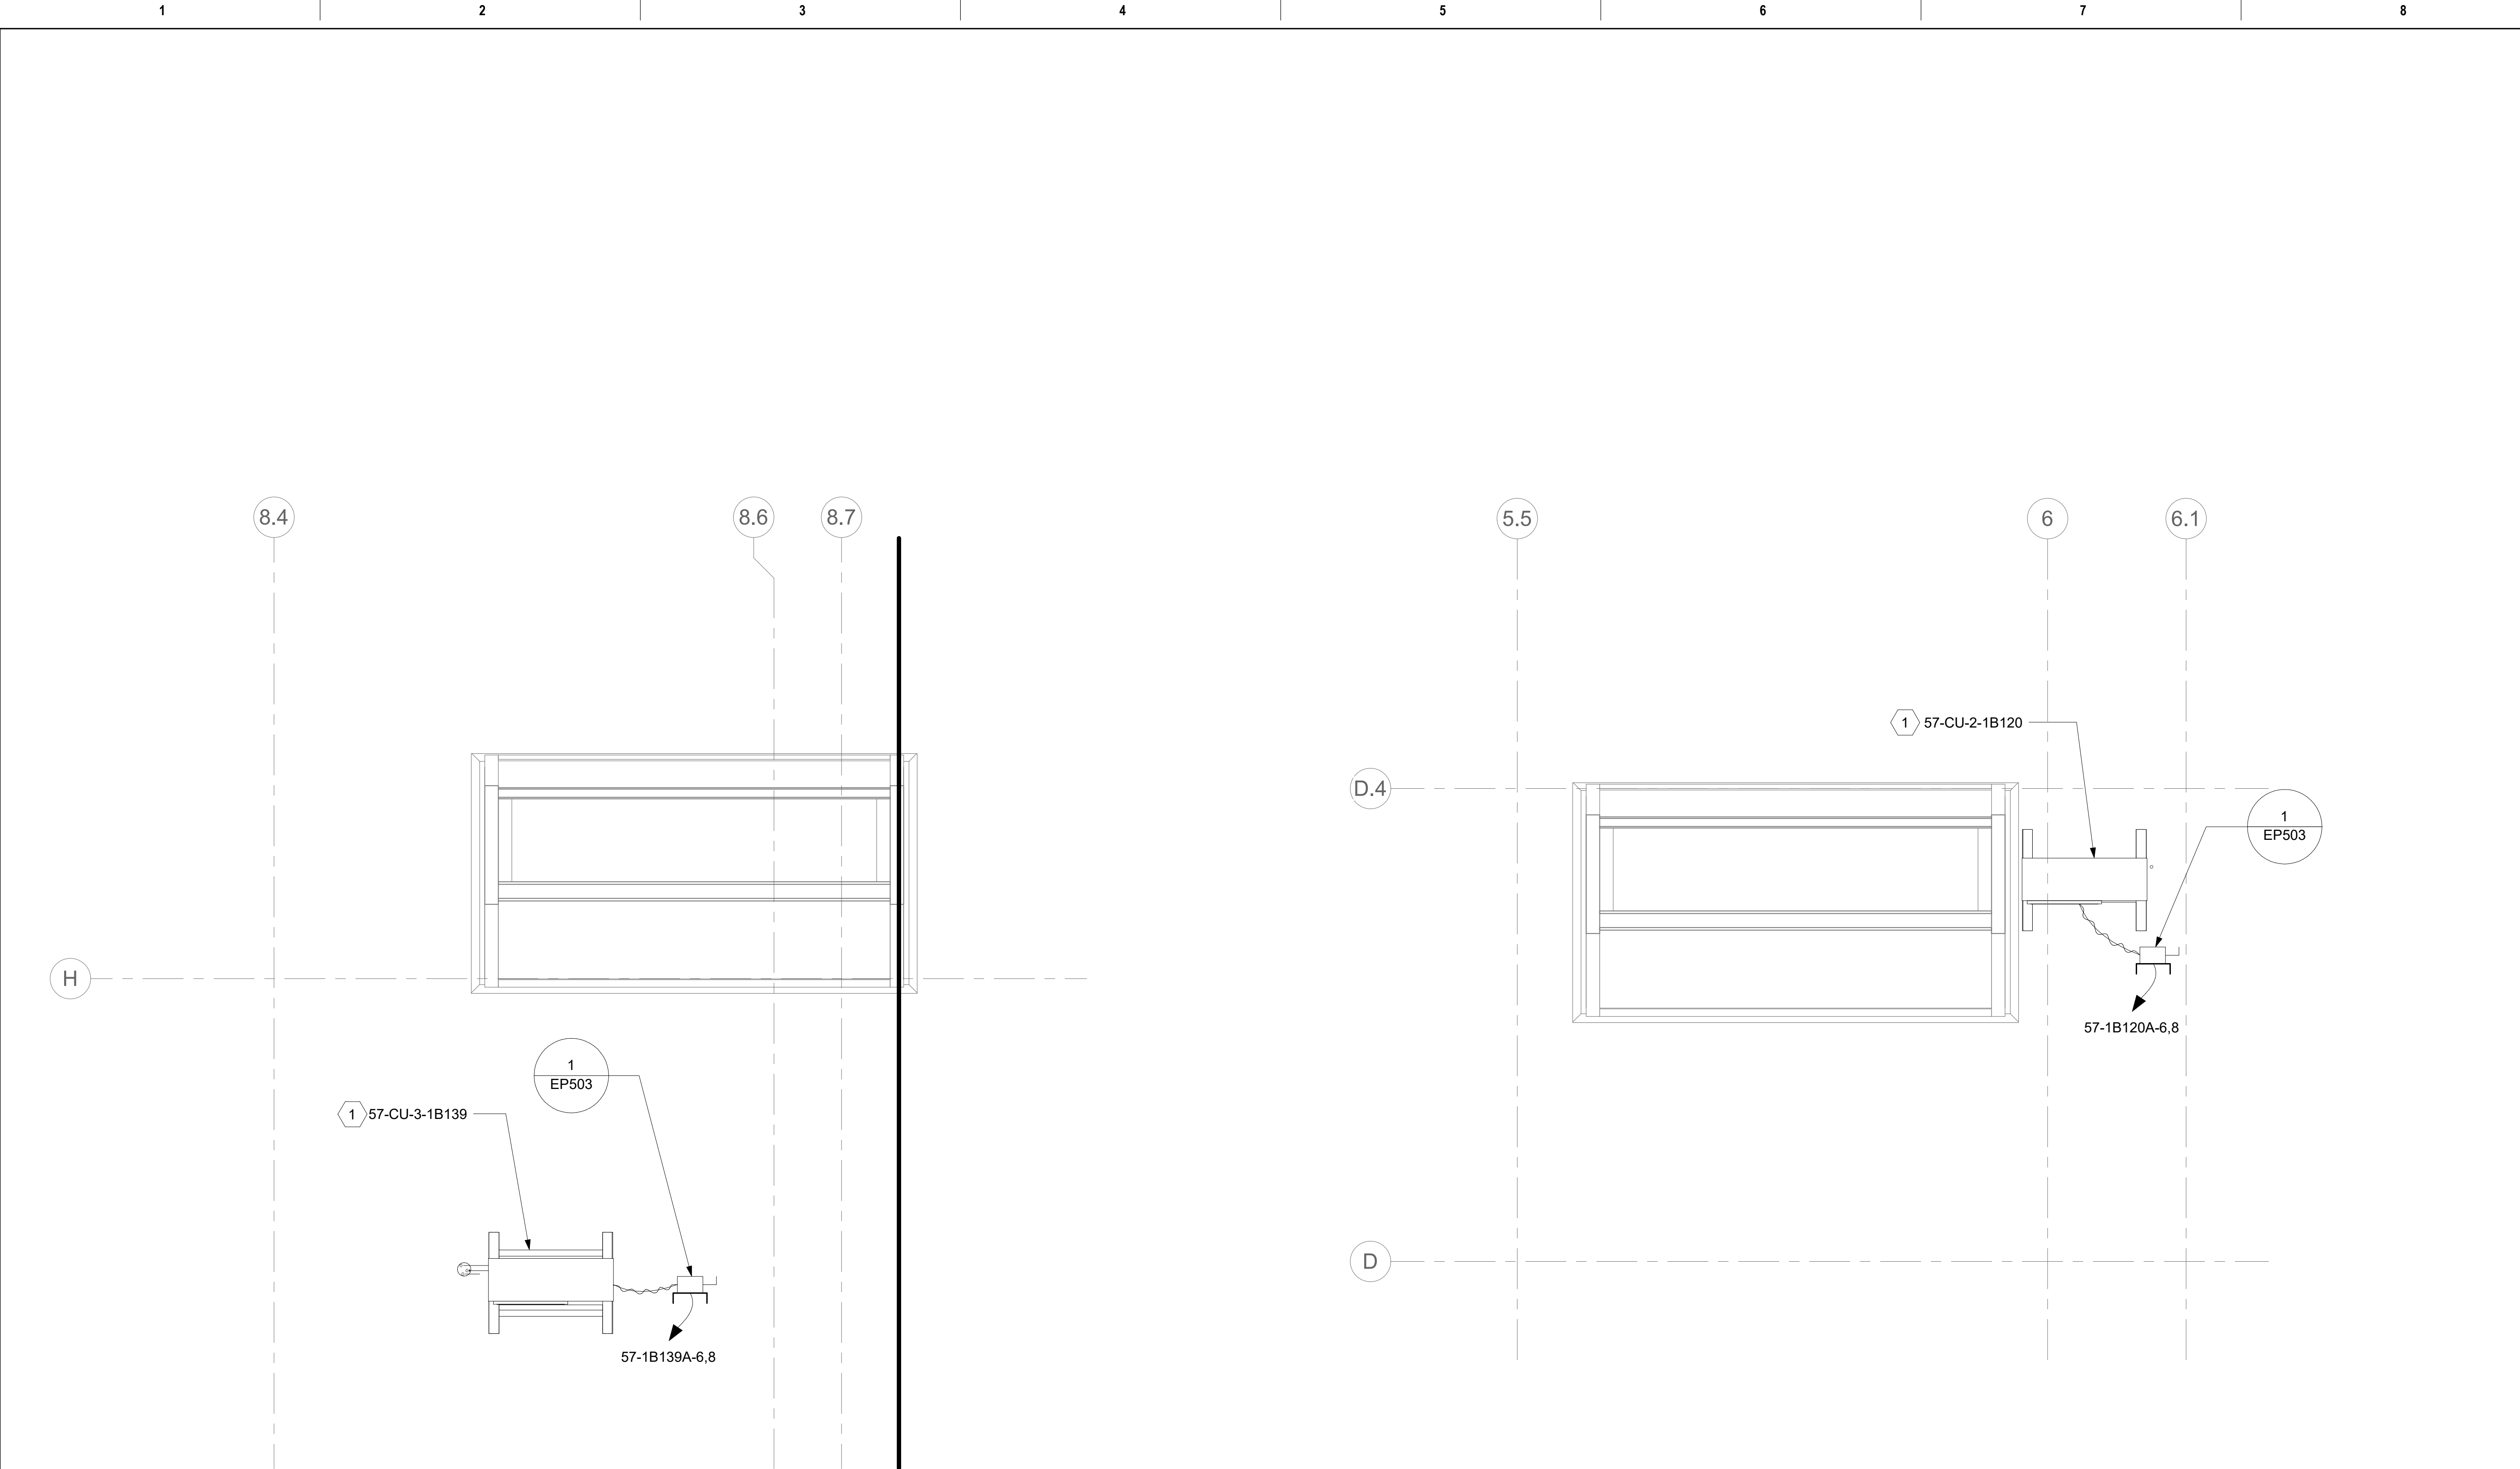 1 2 3 4 5 6 7 8
8.4 8.6 8.7
H
1
EP503
1 57-CU-3-1B139
57-1B139A-6,8
5.5 6 6.1
1 57-CU-2-1B120
D.4
1
EP503
57-1B120A-6,8
D